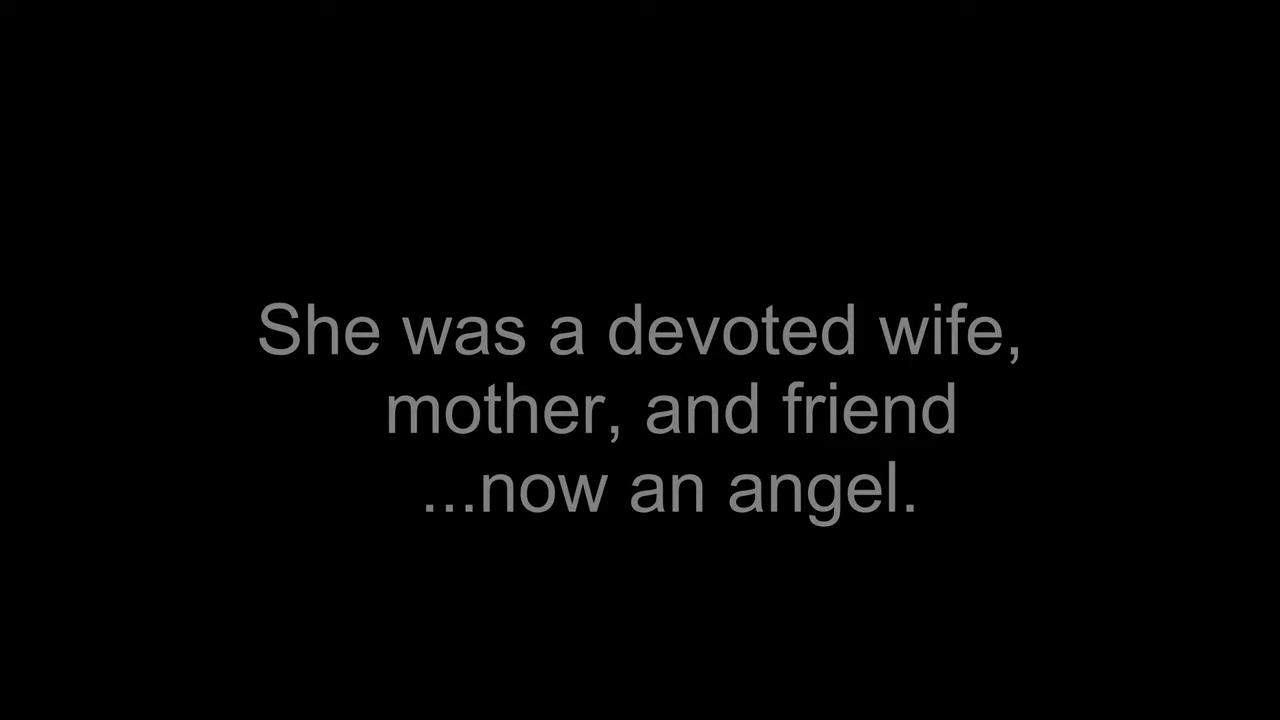 She was a devoted wife,
mother, and friend
...now an angel.